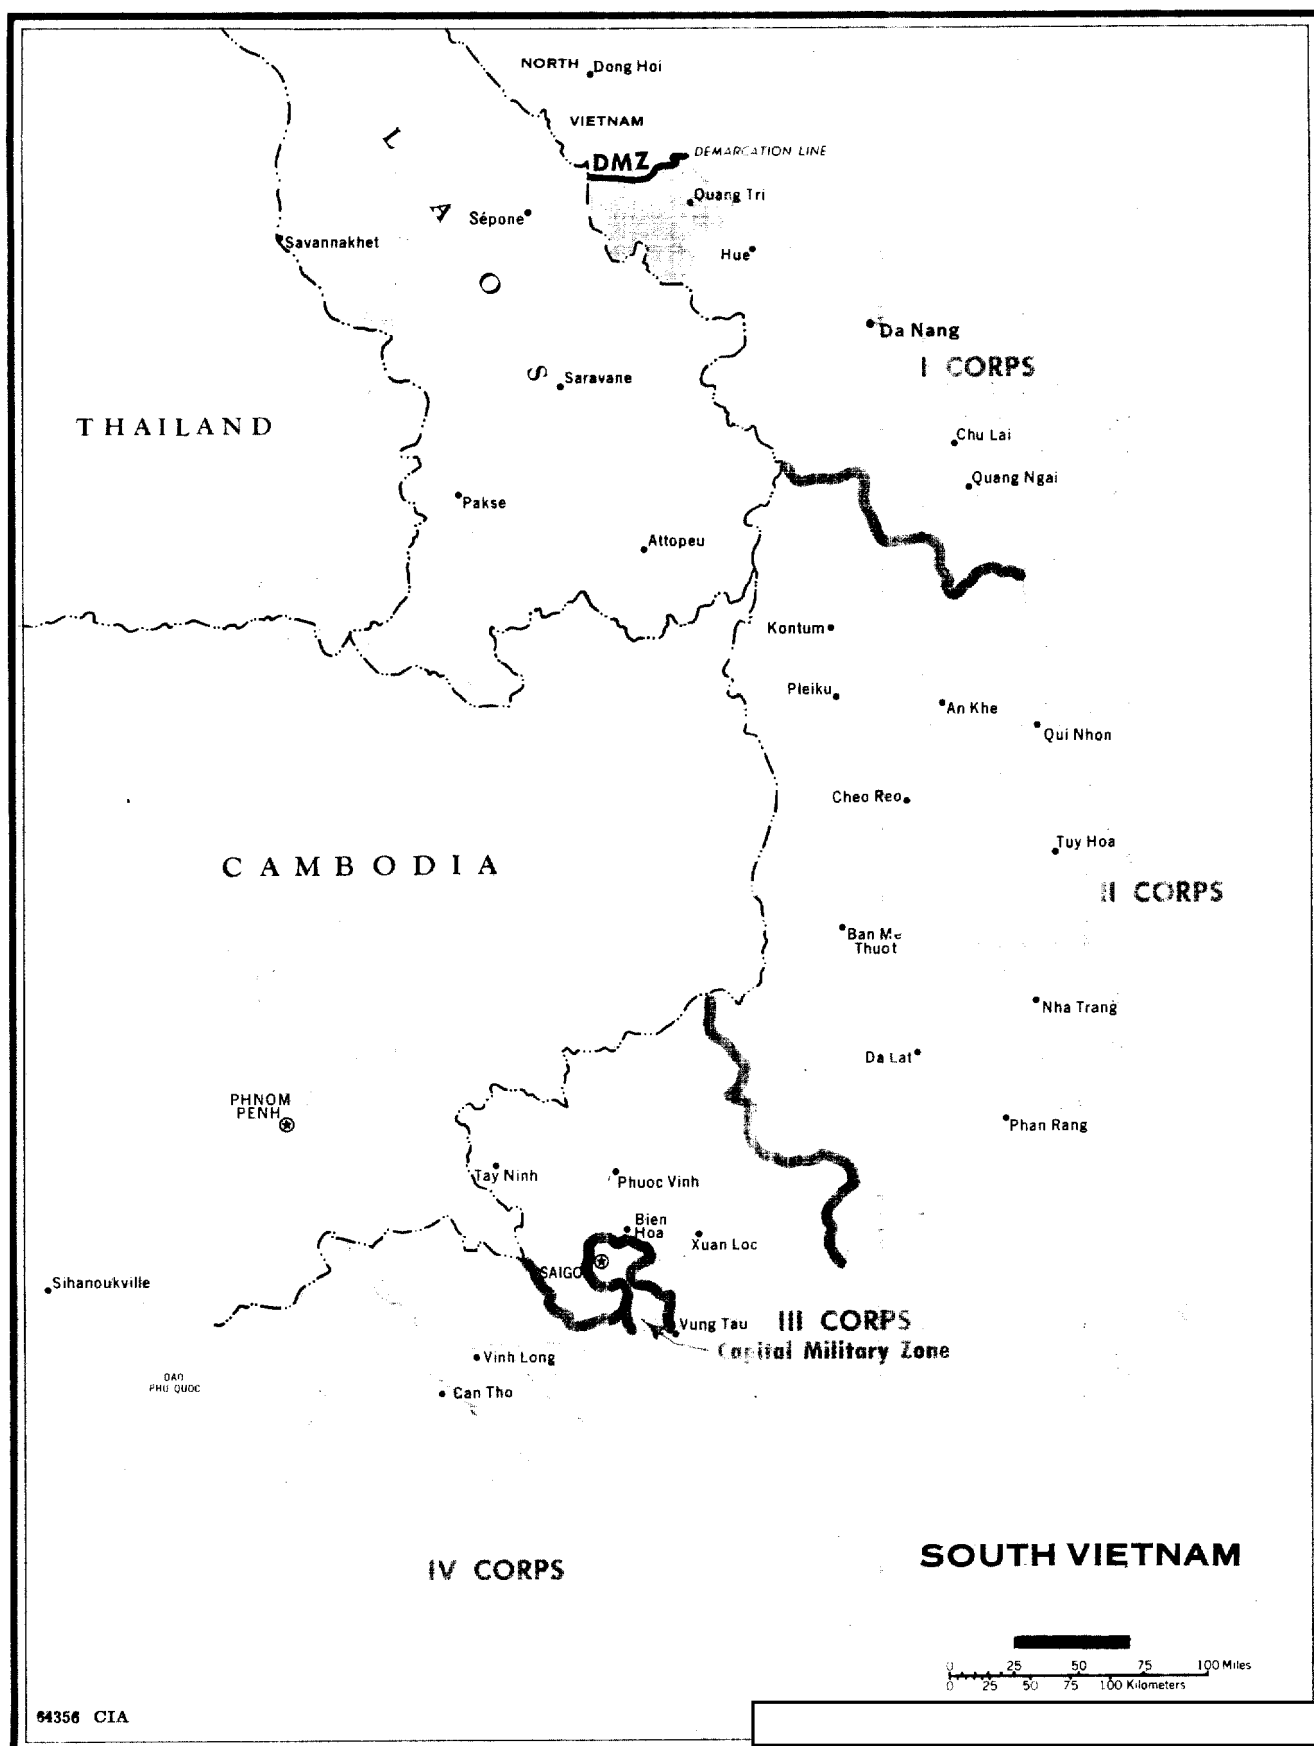 NORTH
Dong Hoi
VIETNAM
DMZ
DEMARCATION LINE
L A O S
Quang Tri
Sépone
Savannakhet
Hue
Da Nang
I CORPS
Saravane
THAILAND
Chu Lai
Quang Ngai
Pakse
Attopeu
Kontum
Pleiku
An Khe
Qui Nhon
Cheo Reo
Tuy Hoa
CAMBODIA
II CORPS
Ban Me
Thuot
Nha Trang
Da Lat
PHNOM
PENH
Phan Rang
Tay Ninh
Phuoc Vinh
Bien
Hoa
Xuan Loc
SAIGO
Sihanoukville
Vung Tau
III CORPS
Capital Military Zone
Vinh Long
DAO
PHU QUOC
Can Tho
IV CORPS
SOUTH VIETNAM
0 25 50 75 100 Miles
0 25 50 75 100 Kilometers
64356 CIA